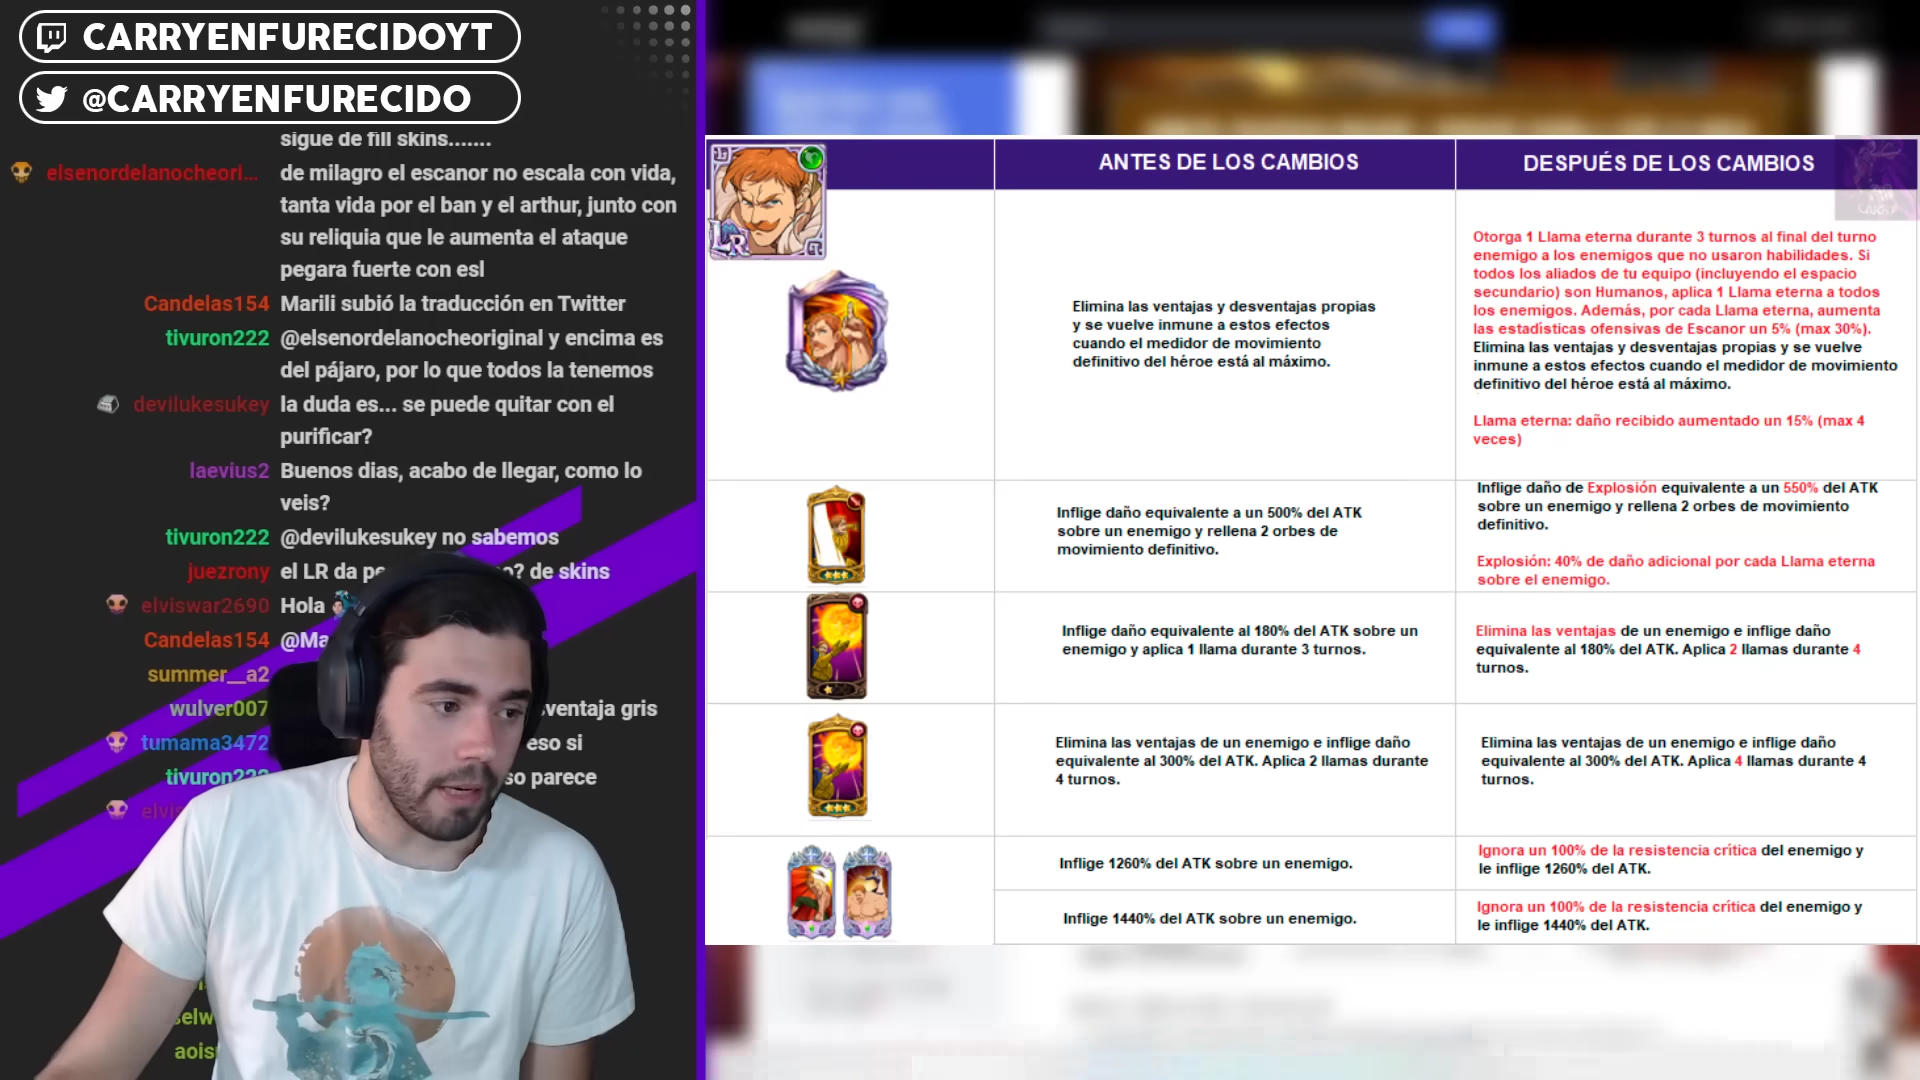 CARRYENFURECIDOYT
@CARRYENFURECIDO
sigue de fill skins.......
elsenordelanocheori... de milagro el escanor no escala con vida,
tanta vida por el ban y el arthur, junto con
su reliquia que le aumenta el ataque
pegara fuerte con esl
Candelas154 Marili subió la traducción en Twitter
tivuron222 @elsenordelanocheoriginal y encima es
del pájaro, por lo que todos la tenemos
devilukesukey la duda es... se puede quitar con el
purificar?
laevius2 Buenos dias, acabo de llegar, como lo
veis?
tivuron222 @devilukesukey no sabemos
juezrony el LR da pe o? de skins
elviswar2690 Hola
Candelas154 @Ma
summer__a2
wulver007 sventaja gris
tumama3472 eso si
tivuron222 so parece
elvis
selw
aois
ANTES DE LOS CAMBIOS
DESPUÉS DE LOS CAMBIOS
LR
Elimina las ventajas y desventajas propias
y se vuelve inmune a estos efectos
cuando el medidor de movimiento
definitivo del héroe está al máximo.
Otorga 1 Llama eterna durante 3 turnos al final del turno
enemigo a los enemigos que no usaron habilidades. Si
todos los aliados de tu equipo (incluyendo el espacio
secundario) son Humanos, aplica 1 Llama eterna a todos
los enemigos. Además, por cada Llama eterna, aumenta
las estadísticas ofensivas de Escanor un 5% (max 30%).
Elimina las ventajas y desventajas propias y se vuelve
inmune a estos efectos cuando el medidor de movimiento
definitivo del héroe está al máximo.
Llama eterna: daño recibido aumentado un 15% (max 4
veces)
Inflige daño equivalente a un 500% del ATK
sobre un enemigo y rellena 2 orbes de
movimiento definitivo.
Inflige daño de Explosión equivalente a un 550% del ATK
sobre un enemigo y rellena 2 orbes de movimiento
definitivo.
Explosión: 40% de daño adicional por cada Llama eterna
sobre el enemigo.
Inflige daño equivalente al 180% del ATK sobre un
enemigo y aplica 1 llama durante 3 turnos.
Elimina las ventajas de un enemigo e inflige daño
equivalente al 180% del ATK. Aplica 2 llamas durante 4
turnos.
Elimina las ventajas de un enemigo e inflige daño
equivalente al 300% del ATK. Aplica 2 llamas durante
4 turnos.
Elimina las ventajas de un enemigo e inflige daño
equivalente al 300% del ATK. Aplica 4 llamas durante 4
turnos.
Inflige 1260% del ATK sobre un enemigo.
Ignora un 100% de la resistencia crítica del enemigo y
le inflige 1260% del ATK.
Inflige 1440% del ATK sobre un enemigo.
Ignora un 100% de la resistencia crítica del enemigo y
le inflige 1440% del ATK.